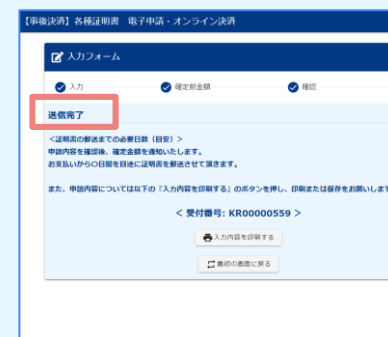 【事後決済】各種証明書　電子申請・オンライン決済
入力フォーム
入力
確定前金額
確認
送信完了
<証明書の郵送までの必要日数（目安）>
申請内容を確認後、確定金額を通知いたします。
お支払いから○日間を目途に証明書を郵送させて頂きます。
また、申請内容については以下の「入力内容を印刷する」のボタンを押し、印刷または保存をお願いします
< 受付番号: KR00000559 >
入力内容を印刷する
最初の画面に戻る